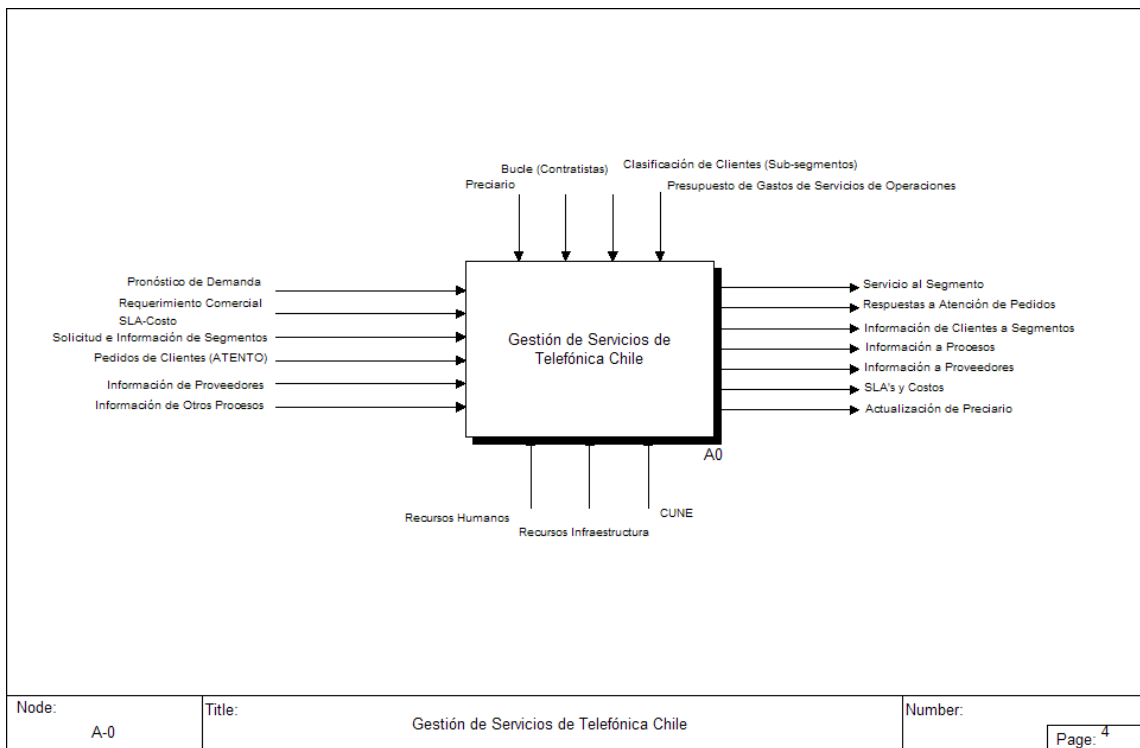 Clasificación de Clientes (Sub-segmentos)
Bucle (Contratistas)
Preciario
Presupuesto de Gastos de Servicios de Operaciones
Pronóstico de Demanda
Requerimiento Comercial
SLA-Costo
Solicitud e Información de Segmentos
Pedidos de Clientes (ATENTO)
Información de Proveedores
Información de Otros Procesos
Gestión de Servicios de
Telefónica Chile
A0
Servicio al Segmento
Respuestas a Atención de Pedidos
Información de Clientes a Segmentos
Información a Procesos
Información a Proveedores
SLA's y Costos
Actualización de Preciario
Recursos Humanos
Recursos Infraestructura
CUNE
Node:
A-0
Title:
Gestión de Servicios de Telefónica Chile
Number:
Page: 4